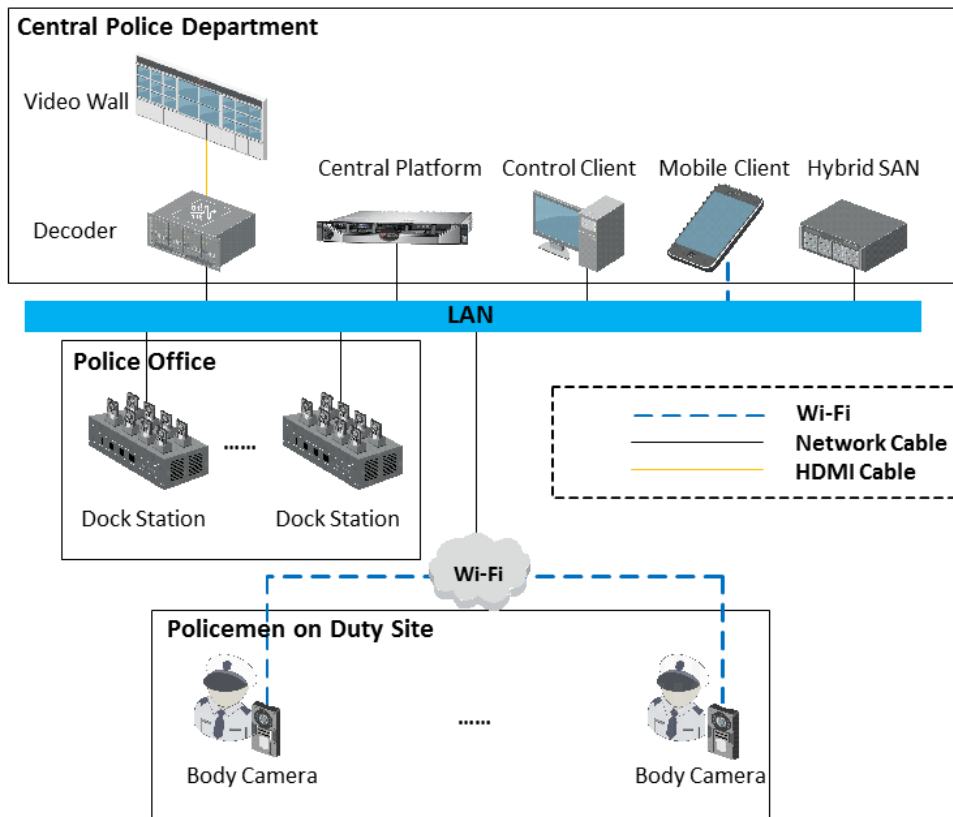 Central Police Department
Video Wall
Central Platform
Control Client
Mobile Client
Hybrid SAN
Decoder
LAN
Police Office
……
Dock Station
Dock Station
Wi-Fi
Network Cable
HDMI Cable
Wi-Fi
Policemen on Duty Site
……
Body Camera
Body Camera